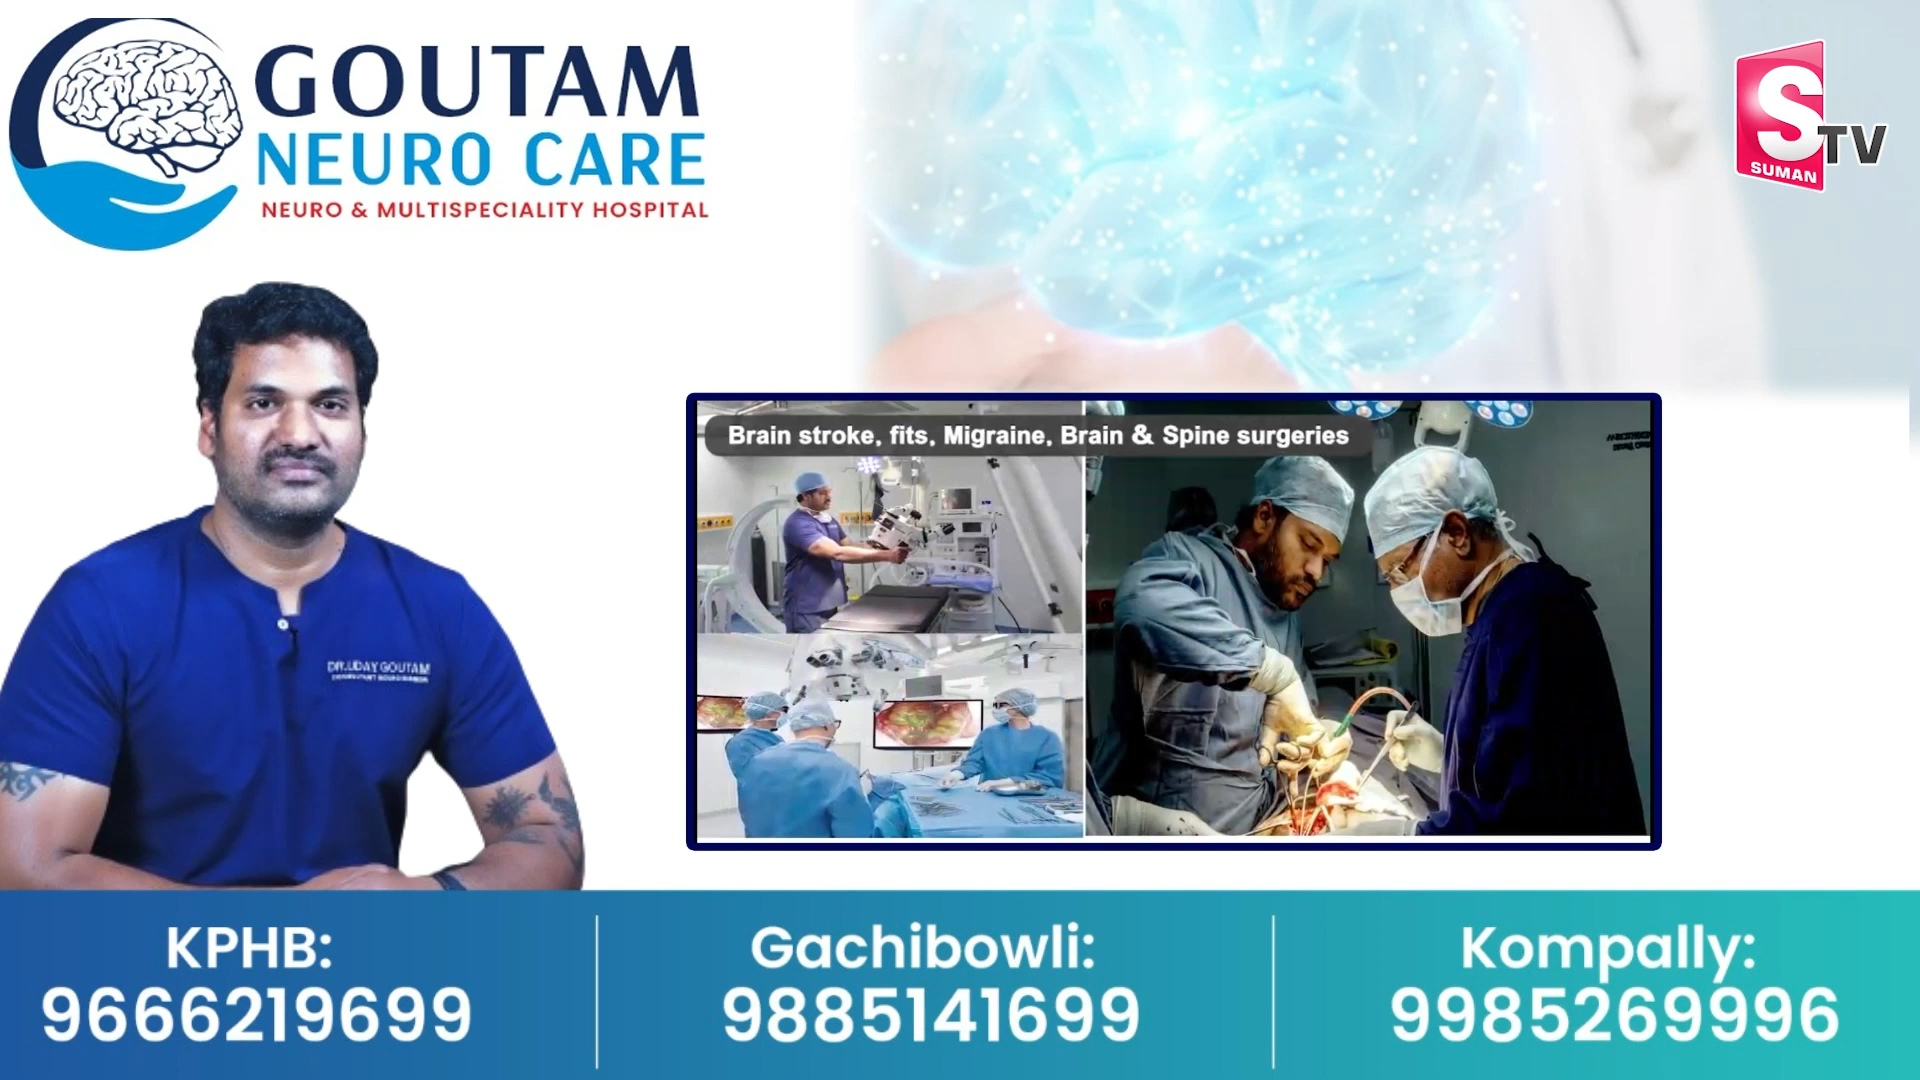 GOUTAM
NEURO CARE
NEURO & MULTISPECIALITY HOSPITAL
S
TV
SUMAN
Brain stroke, fits, Migraine, Brain & Spine surgeries
DR.UDAY GOUTAM
KPHB:
9666219699
Gachibowli:
9885141699
Kompally:
9985269996